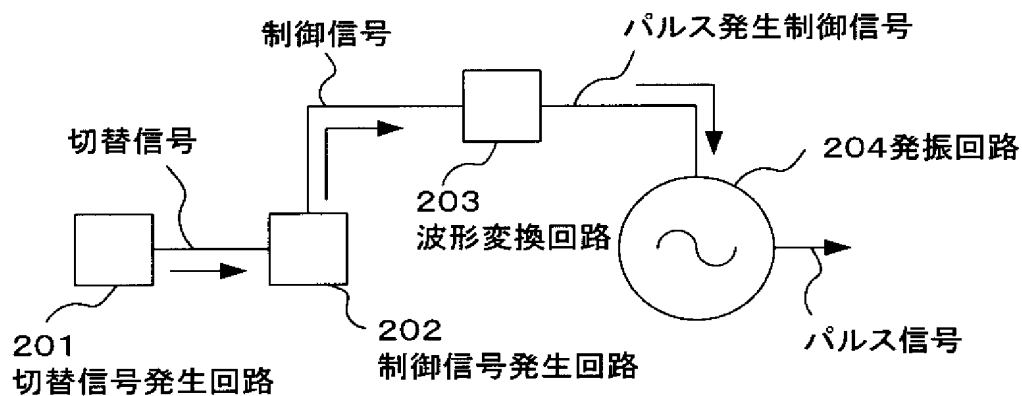 制御信号
パルス発生制御信号
切替信号
204発振回路
203
波形変換回路
201
切替信号発生回路
202
制御信号発生回路
パルス信号